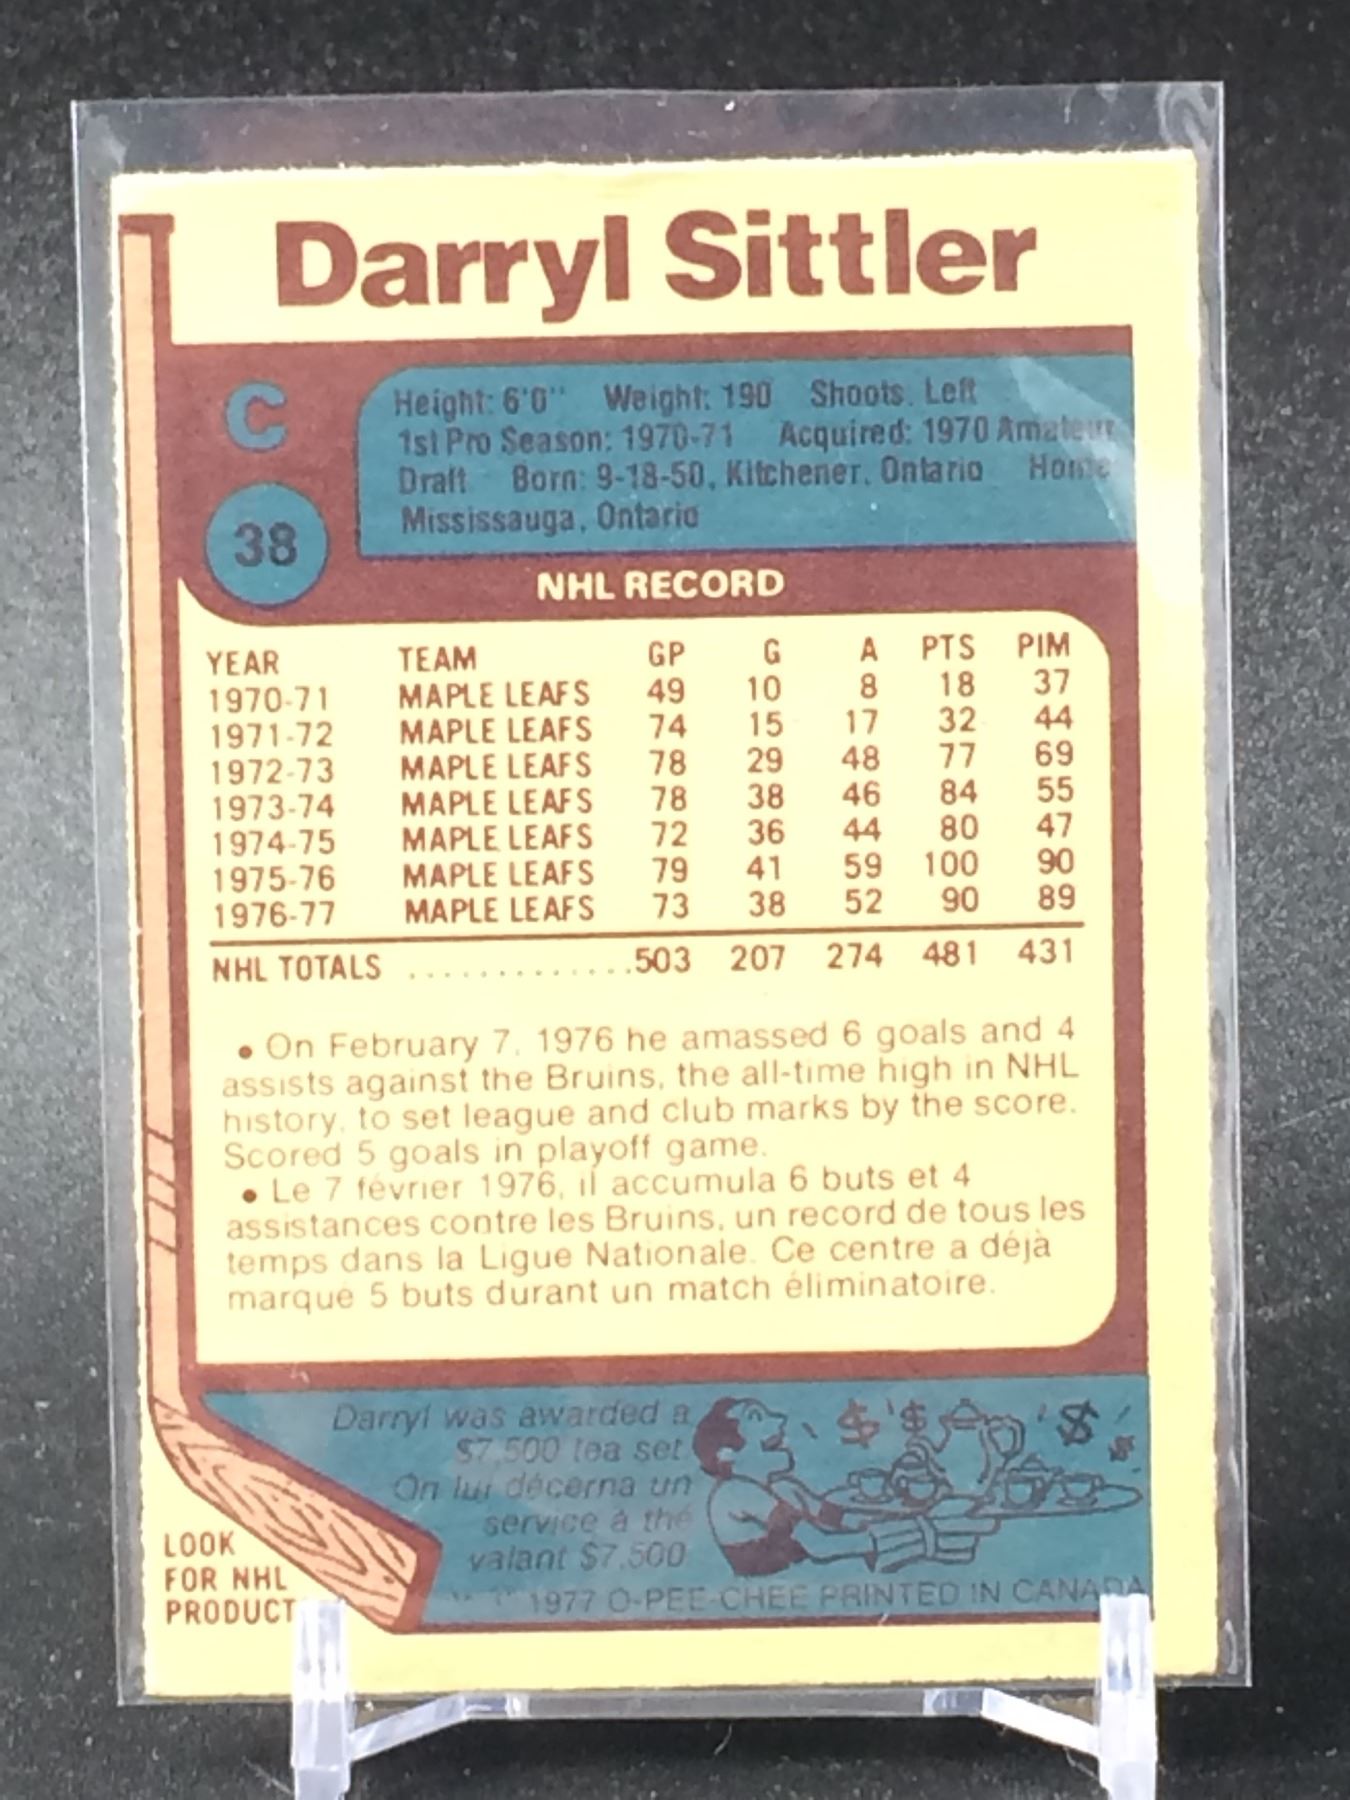 Darryl Sittler
C
Height: 6'0" Weight: 190 Shoots: Left
1st Pro Season: 1970-71 Acquired: 1970 Amateur
Draft Born: 9-18-50, Kitchener, Ontario Home
Mississauga, Ontario
38
NHL RECORD
YEAR TEAM GP G A PTS PIM
1970-71 MAPLE LEAFS 49 10 8 18 37
1971-72 MAPLE LEAFS 74 15 17 32 44
1972-73 MAPLE LEAFS 78 29 48 77 69
1973-74 MAPLE LEAFS 78 38 46 84 55
1974-75 MAPLE LEAFS 72 36 44 80 47
1975-76 MAPLE LEAFS 79 41 59 100 90
1976-77 MAPLE LEAFS 73 38 52 90 89
NHL TOTALS ..............503 207 274 481 431
• On February 7, 1976 he amassed 6 goals and 4
assists against the Bruins, the all-time high in NHL
history, to set league and club marks by the score.
Scored 5 goals in playoff game.
• Le 7 février 1976, il accumula 6 buts et 4
assistances contre les Bruins, un record de tous les
temps dans la Ligue Nationale. Ce centre a déjà
marqué 5 buts durant un match éliminatoire.
Darryl was awarded a
$7,500 tea set
On lui décerna un
service à thé
valant $7,500
$ $ $ $
LOOK
FOR NHL
PRODUCT
1977 O-PEE-CHEE PRINTED IN CANADA